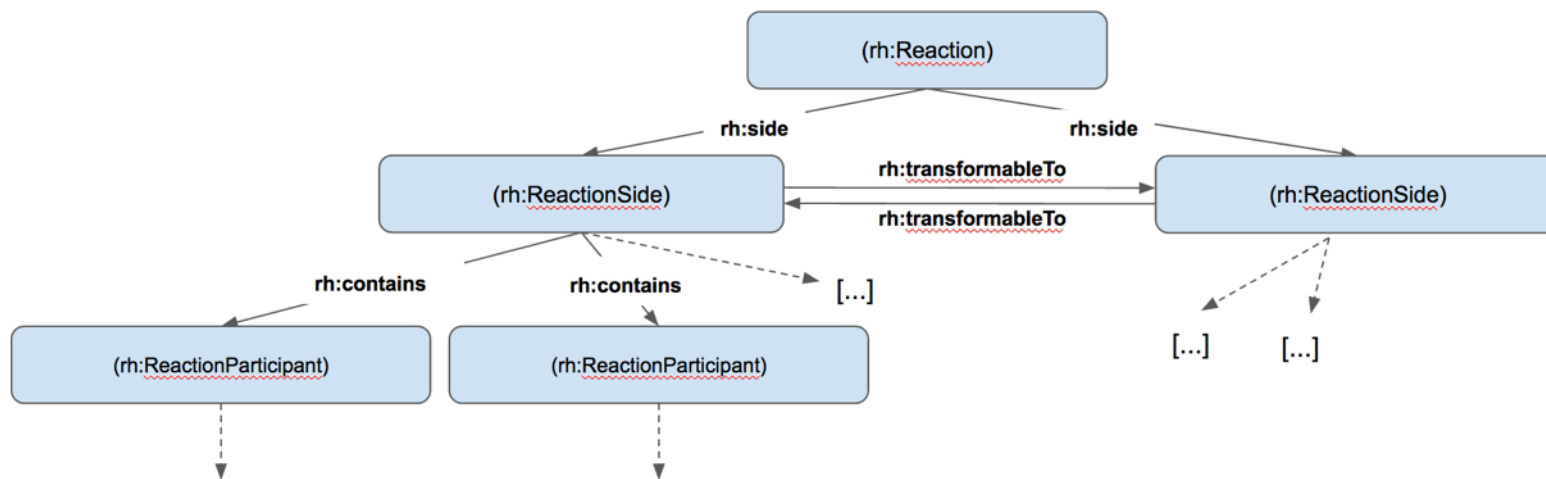 (rh:Reaction)
rh:side
rh:side
(rh:ReactionSide)
rh:transformableTo
rh:transformableTo
(rh:ReactionSide)
rh:contains
rh:contains
[...]
[...]
[...]
(rh:ReactionParticipant)
(rh:ReactionParticipant)